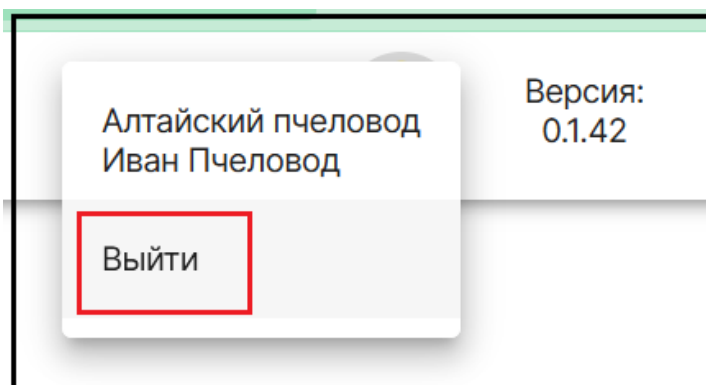 Алтайский пчеловод
Иван Пчеловод
Выйти
Версия:
0.1.42